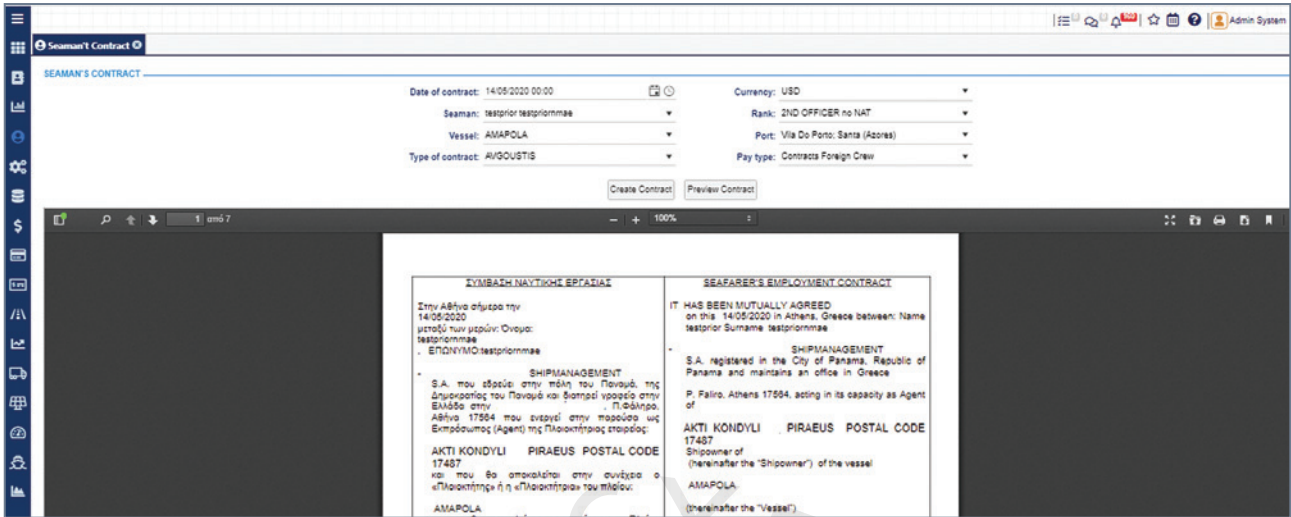 Admin System
Seaman't Contract
SEAMAN'S CONTRACT
Date of contract: 14/05/2020 00:00
Currency: USD
Seaman: testprior testpriornmae
Rank: 2ND OFFICER no NAT
Vessel: AMAPOLA
Port: Vila Do Porto; Santa (Azores)
Type of contract: AVGOUSTIS
Pay type: Contracts Foreign Crew
Create Contract Preview Contract
1 από 7
100%
ΣΥΜΒΑΣΗ ΝΑΥΤΙΚΗΣ ΕΡΓΑΣΙΑΣ
Στην Αθήνα σήμερα την
14/05/2020
μεταξύ των μερών: Όνομα:
testpriornmae
, ΕΠΩΝΥΜΟ:testpriornmae
- SHIPMANAGEMENT
S.A. που εδρεύει στην πόλη του Παναμά, της
Δημοκρατίας του Παναμά και διατηρεί γραφείο στην
Ελλάδα στην , Π.Φάληρο,
Αθήνα 17564 που ενεργεί στην παρούσα ως
Εκπρόσωπος (Agent) της Πλοιοκτήτριας εταιρείας:
AKTI KONDYLI PIRAEUS POSTAL CODE
17487
και που θα αποκαλείται στην συνέχεια ο
«Πλοιοκτήτης» ή η «Πλοιοκτήτρια» του πλοίου:
AMAPOLA
SEAFARER'S EMPLOYMENT CONTRACT
IT HAS BEEN MUTUALLY AGREED
on this 14/05/2020 in Athens, Greece between: Name
testprior Surname testpriornmae
- SHIPMANAGEMENT
S.A. registered in the City of Panama, Republic of
Panama and maintains an office in Greece
P. Faliro, Athens 17564, acting in its capacity as Agent
of
AKTI KONDYLI , PIRAEUS POSTAL CODE
17487
Shipowner of
(hereinafter the "Shipowner") of the vessel
AMAPOLA
(thereinafter the "Vessel")